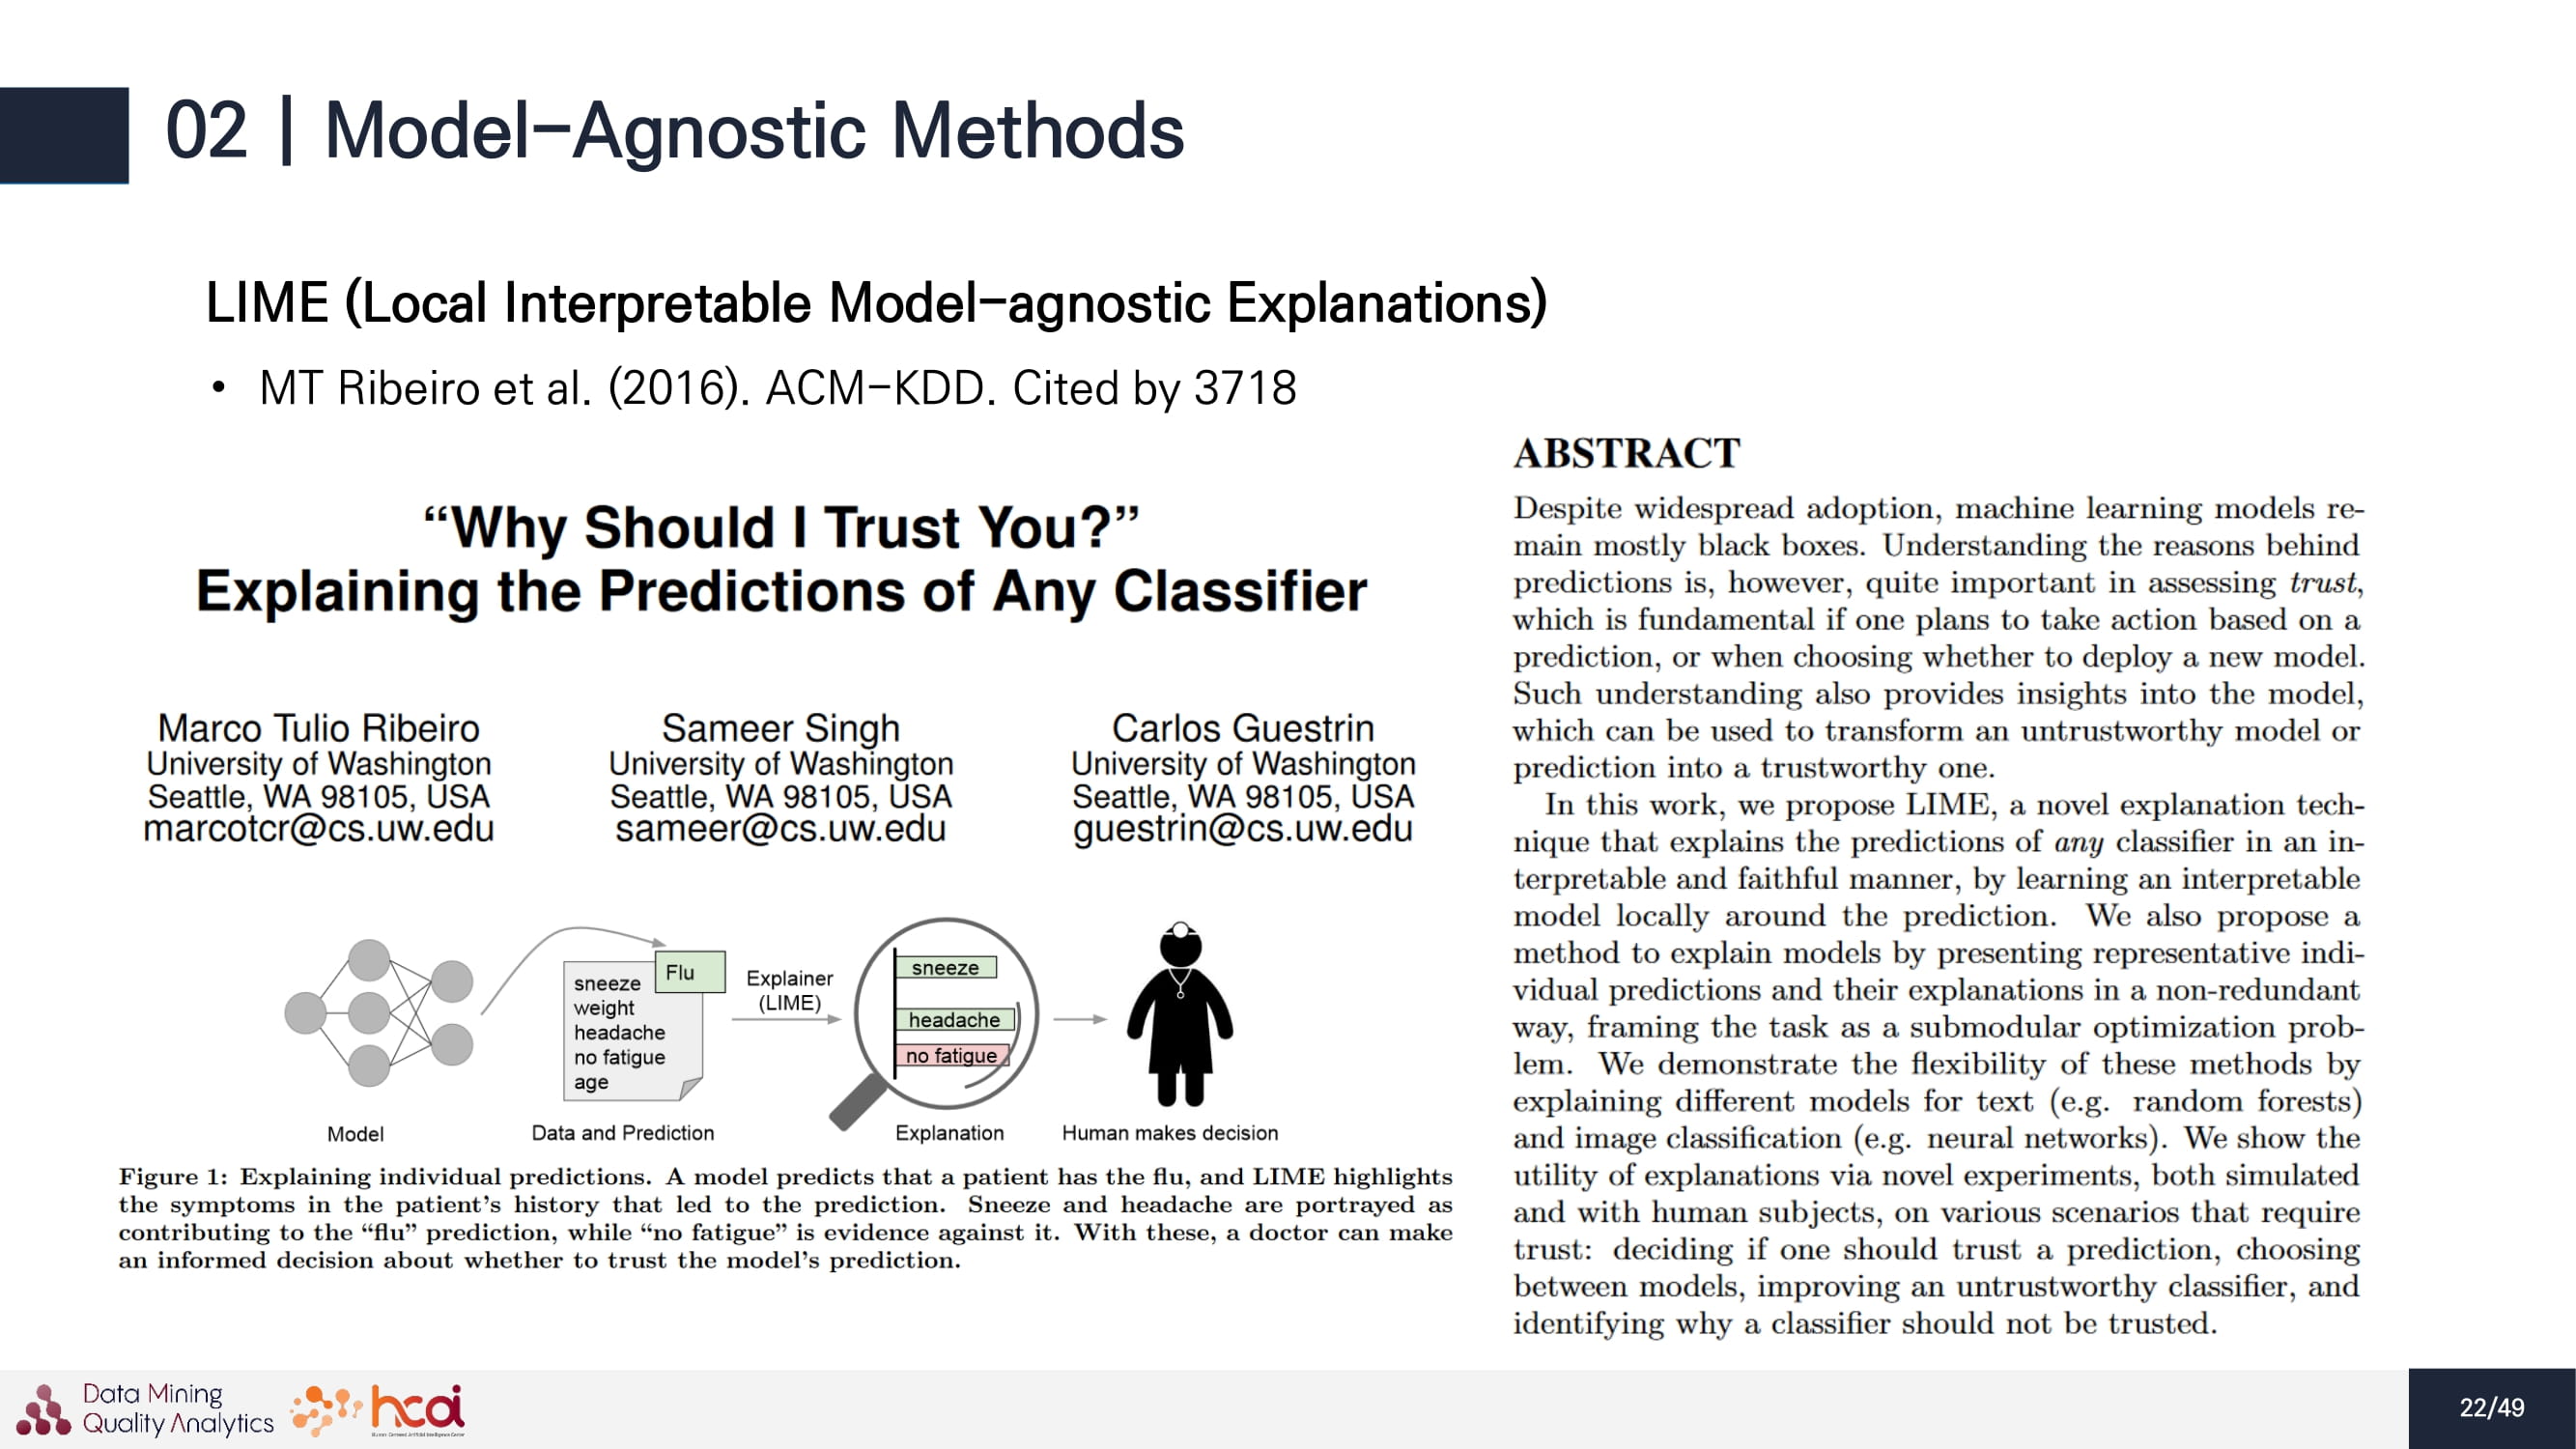 02 | Model-Agnostic Methods
LIME (Local Interpretable Model-agnostic Explanations)
• MT Ribeiro et al. (2016). ACM-KDD. Cited by 3718
“Why Should I Trust You?”
Explaining the Predictions of Any Classifier
Marco Tulio Ribeiro
University of Washington
Seattle, WA 98105, USA
marcotcr@cs.uw.edu
Sameer Singh
University of Washington
Seattle, WA 98105, USA
sameer@cs.uw.edu
Carlos Guestrin
University of Washington
Seattle, WA 98105, USA
guestrin@cs.uw.edu
sneeze
weight
headache
no fatigue
age
Flu
Explainer
(LIME)
sneeze
headache
no fatigue
Model
Data and Prediction
Explanation
Human makes decision
Figure 1: Explaining individual predictions. A model predicts that a patient has the flu, and LIME highlights
the symptoms in the patient’s history that led to the prediction. Sneeze and headache are portrayed as
contributing to the “flu” prediction, while “no fatigue” is evidence against it. With these, a doctor can make
an informed decision about whether to trust the model’s prediction.
ABSTRACT
Despite widespread adoption, machine learning models re-
main mostly black boxes. Understanding the reasons behind
predictions is, however, quite important in assessing trust,
which is fundamental if one plans to take action based on a
prediction, or when choosing whether to deploy a new model.
Such understanding also provides insights into the model,
which can be used to transform an untrustworthy model or
prediction into a trustworthy one.
In this work, we propose LIME, a novel explanation tech-
nique that explains the predictions of any classifier in an in-
terpretable and faithful manner, by learning an interpretable
model locally around the prediction. We also propose a
method to explain models by presenting representative indi-
vidual predictions and their explanations in a non-redundant
way, framing the task as a submodular optimization prob-
lem. We demonstrate the flexibility of these methods by
explaining different models for text (e.g. random forests)
and image classification (e.g. neural networks). We show the
utility of explanations via novel experiments, both simulated
and with human subjects, on various scenarios that require
trust: deciding if one should trust a prediction, choosing
between models, improving an untrustworthy classifier, and
identifying why a classifier should not be trusted.
Data Mining
Quality Analytics
hcai
22/49